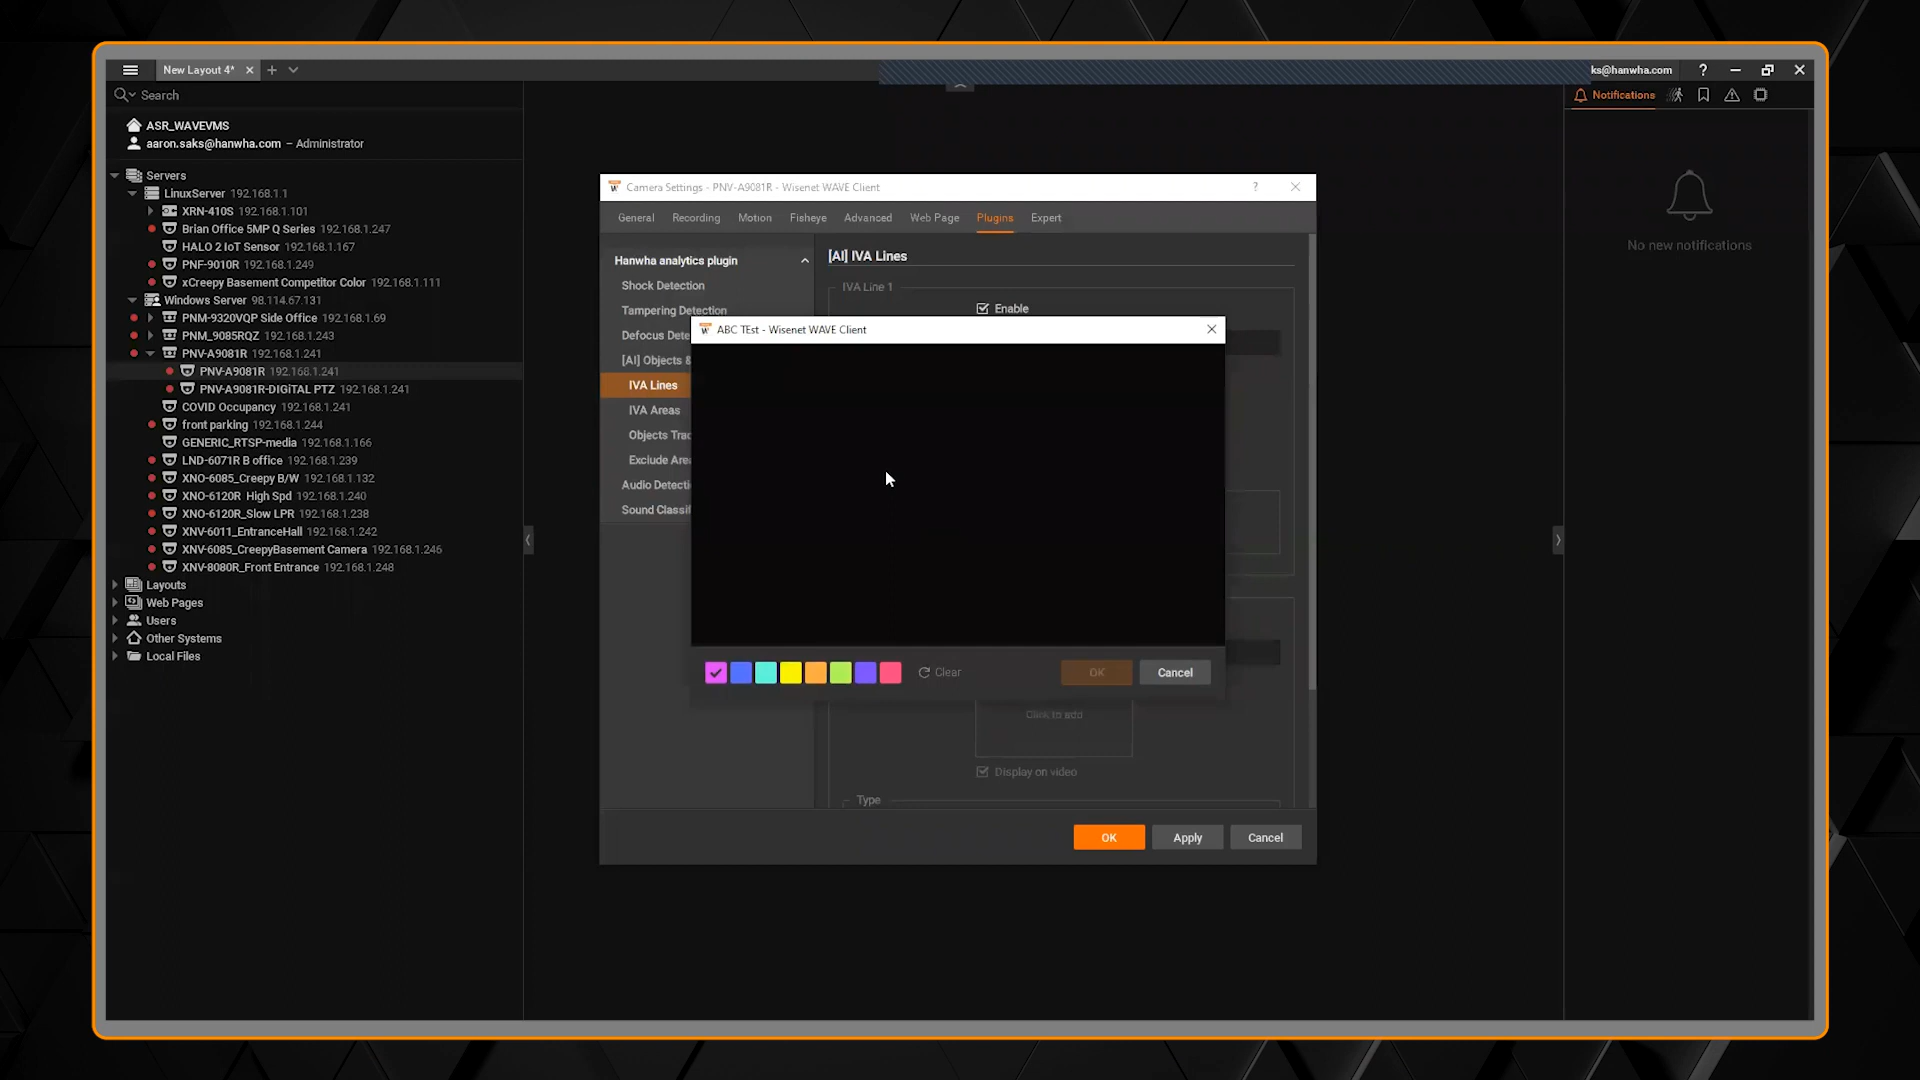 New Layout 4*
ks@hanwha.com
?
Search
Notifications
ASR_WAVEVMS
aaron.saks@hanwha.com – Administrator
Servers
LinuxServer 192.168.1.1
XRN-410S 192.168.1.101
Brian Office 5MP Q Series 192.168.1.247
HALO 2 IoT Sensor 192.168.1.167
PNF-9010R 192.168.1.249
xCreepy Basement Competitor Color 192.168.1.111
Windows Server 98.114.67.131
PNM-9320VQP Side Office 192.168.1.69
PNM_9085RQZ 192.168.1.243
PNV-A9081R 192.168.1.241
PNV-A9081R 192.168.1.241
PNV-A9081R-DIGiTAL PTZ 192.168.1.241
COVID Occupancy 192.168.1.241
front parking 192.168.1.244
GENERIC_RTSP-media 192.168.1.166
LND-6071R B office 192.168.1.239
XNO-6085_Creepy B/W 192.168.1.132
XNO-6120R High Spd 192.168.1.240
XNO-6120R_Slow LPR 192.168.1.238
XNV-6011_EntranceHall 192.168.1.242
XNV-6085_CreepyBasement Camera 192.168.1.246
XNV-8080R_Front Entrance 192.168.1.248
Layouts
Web Pages
Users
Other Systems
Local Files
Camera Settings - PNV-A9081R - Wisenet WAVE Client
?
General Recording Motion Fisheye Advanced Web Page Plugins Expert
Hanwha analytics plugin
Shock Detection
Tampering Detection
Defocus Dete
[AI] Objects &
IVA Lines
IVA Areas
Objects Trac
Exclude Area
Audio Detecti
Sound Classif
[AI] IVA Lines
IVA Line 1
Enable
ABC TEst - Wisenet WAVE Client
Clear
OK
Cancel
Click to add
Display on video
Type
OK
Apply
Cancel
No new notifications